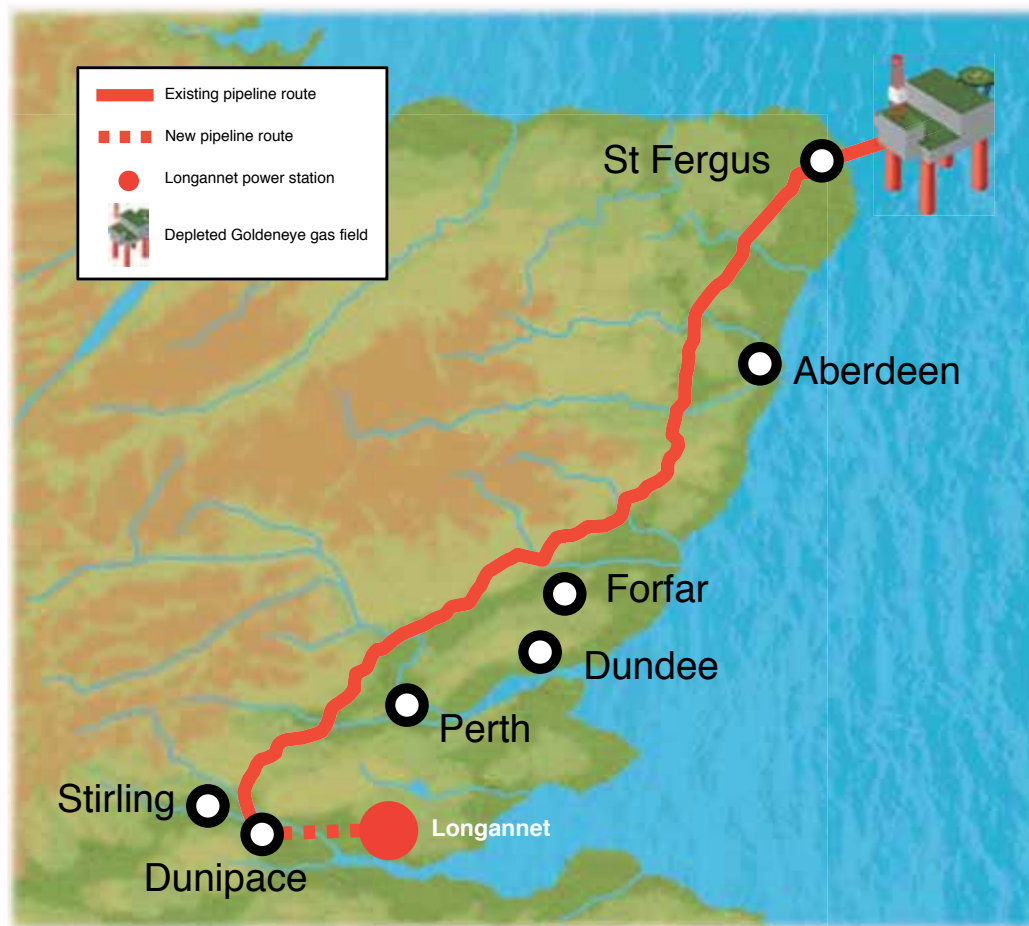 Existing pipeline route
New pipeline route
Longannet power station
Depleted Goldeneye gas field
St Fergus
Aberdeen
Forfar
Dundee
Perth
Stirling
Longannet
Dunipace